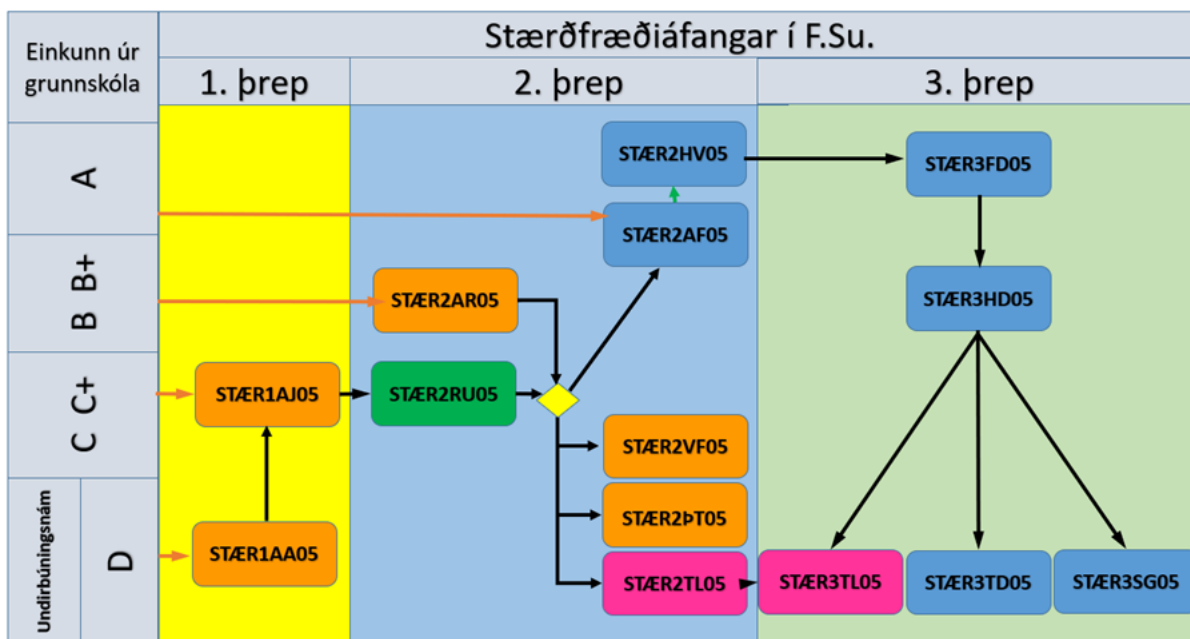 Einkunn úr
grunnskóla
Stærðfræðiáfangar í F.Su.
1. þrep
2. þrep
3. þrep
A
B B+
C C+
Undirbúningsnám
D
STÆR2HV05
STÆR3FD05
STÆR2AF05
STÆR2AR05
STÆR3HD05
STÆR1AJ05
STÆR2RU05
STÆR2VF05
STÆR2ÞT05
STÆR1AA05
STÆR2TL05
STÆR3TL05
STÆR3TD05
STÆR3SG05